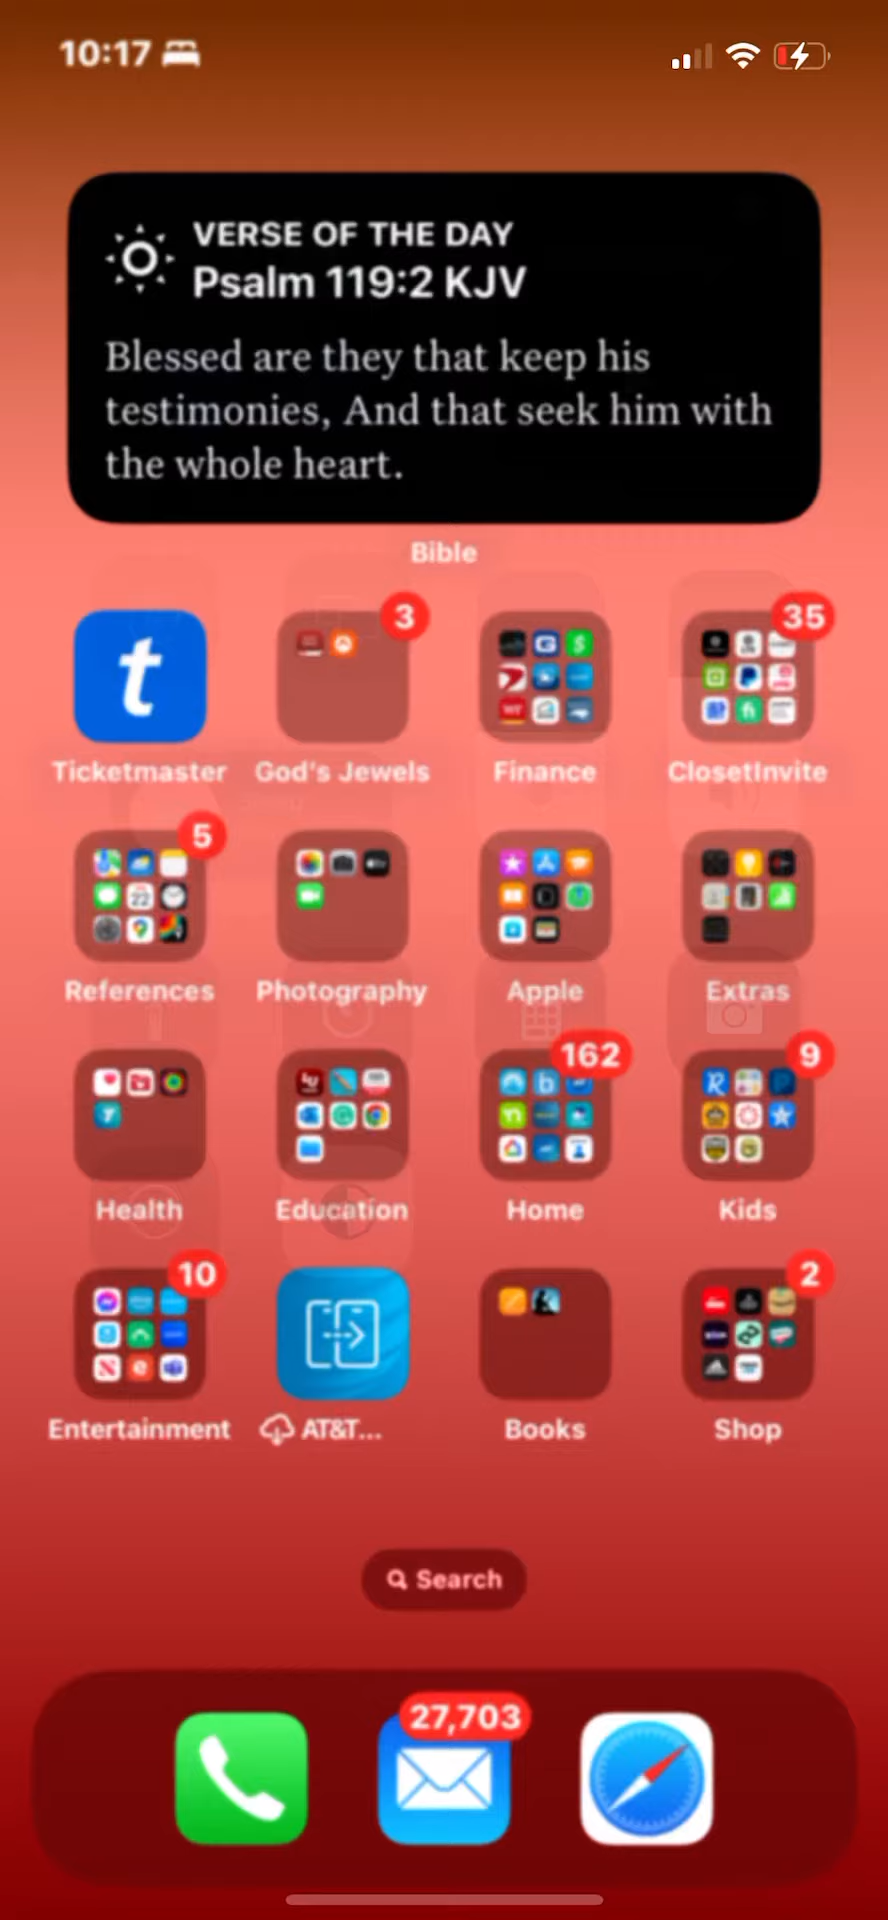 10:17
VERSE OF THE DAY
Psalm 119:2 KJV
Blessed are they that keep his
testimonies, And that seek him with
the whole heart.
Bible
t
3
35
Ticketmaster
God's Jewels
Finance
ClosetInvite
5
22
References
Photography
Apple
Extras
162
9
Health
Education
Home
Kids
10
2
Entertainment
AT&T...
Books
Shop
Search
27,703